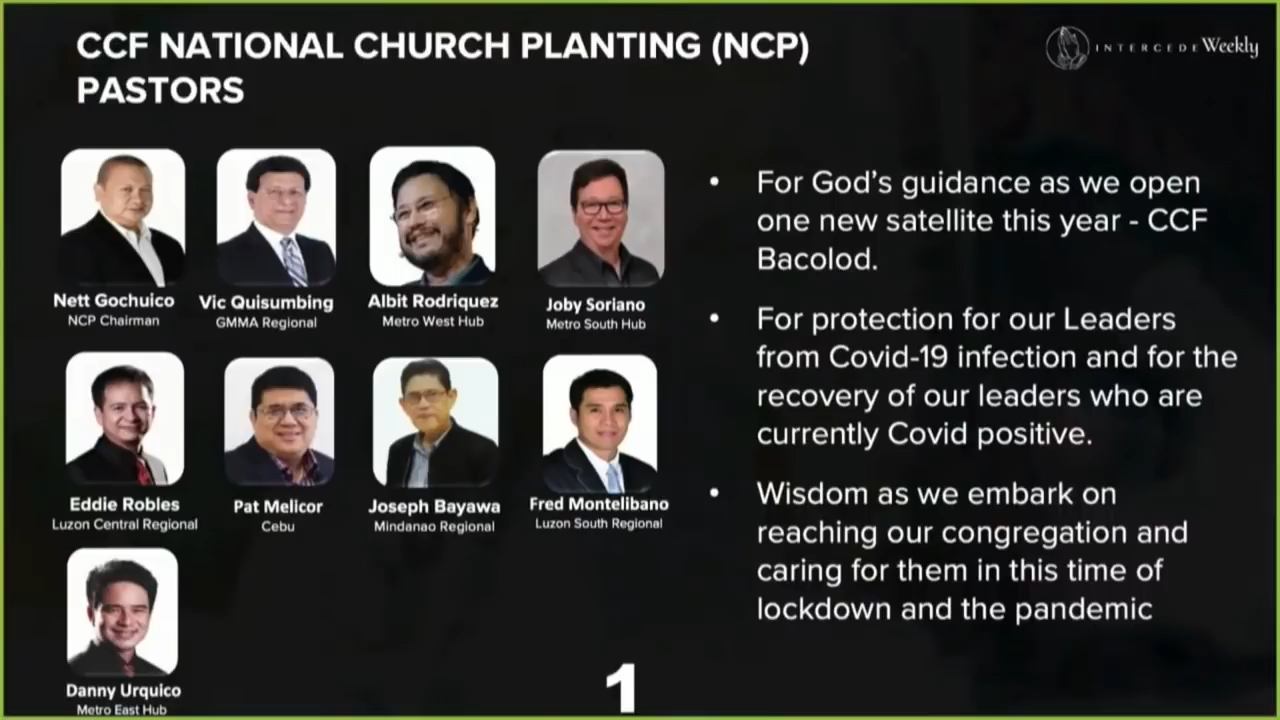 CCF NATIONAL CHURCH PLANTING (NCP)
PASTORS
INTERCEDE Weekly
Nett Gochuico
NCP Chairman
Vic Quisumbing
GMMA Regional
Albit Rodriquez
Metro West Hub
Joby Soriano
Metro South Hub
Eddie Robles
Luzon Central Regional
Pat Melicor
Cebu
Joseph Bayawa
Mindanao Regional
Fred Montelibano
Luzon South Regional
Danny Urquico
Metro East Hub
• For God’s guidance as we open
one new satellite this year - CCF
Bacolod.
• For protection for our Leaders
from Covid-19 infection and for the
recovery of our leaders who are
currently Covid positive.
• Wisdom as we embark on
reaching our congregation and
caring for them in this time of
lockdown and the pandemic
1